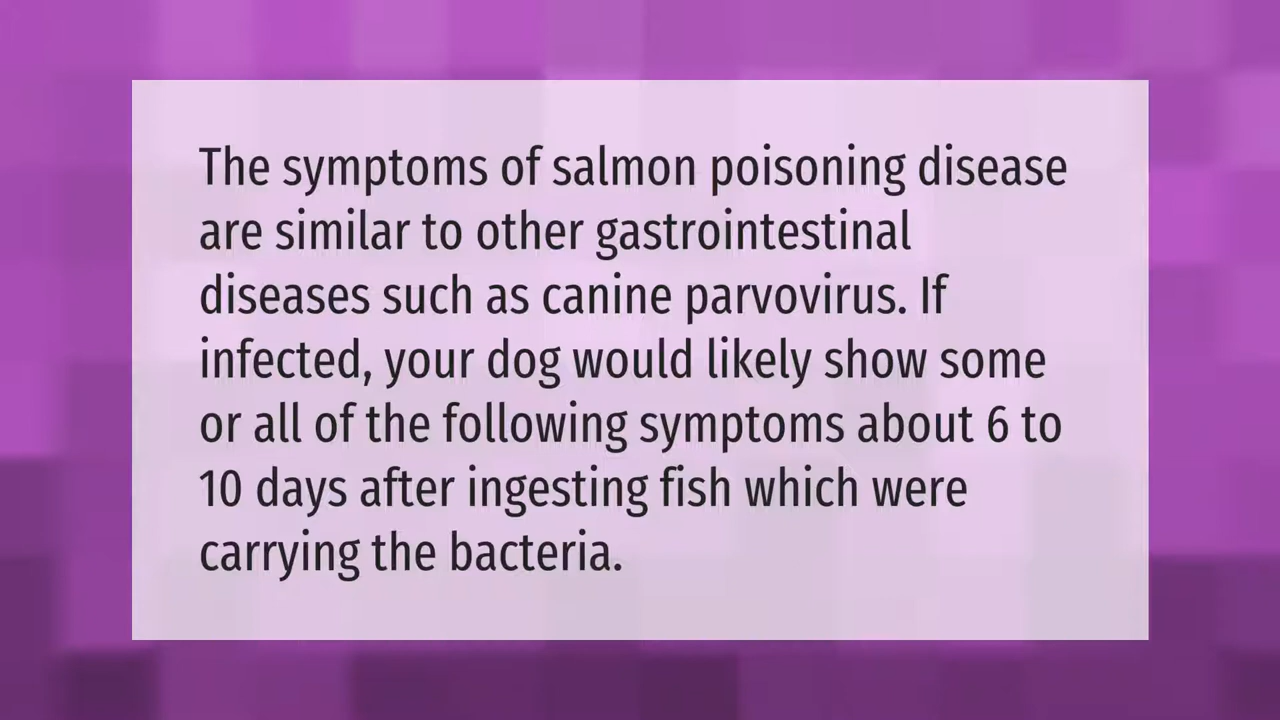 The symptoms of salmon poisoning disease
are similar to other gastrointestinal
diseases such as canine parvovirus. If
infected, your dog would likely show some
or all of the following symptoms about 6 to
10 days after ingesting fish which were
carrying the bacteria.